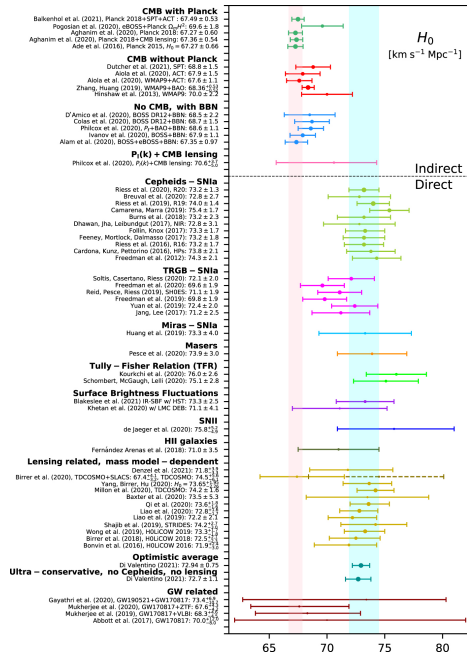 CMB with Planck
Balkenhol et al. (2021), Planck 2018+SPT+ACT : 67.49 ± 0.53
Pogosian et al. (2020), eBOSS+Planck Ω_mH²: 69.6 ± 1.8
Aghanim et al. (2020), Planck 2018: 67.27 ± 0.60
Aghanim et al. (2020), Planck 2018+CMB lensing: 67.36 ± 0.54
Ade et al. (2016), Planck 2015, H₀ = 67.27 ± 0.66
CMB without Planck
Dutcher et al. (2021), SPT: 68.8 ± 1.5
Aiola et al. (2020), ACT: 67.9 ± 1.5
Aiola et al. (2020), WMAP9+ACT: 67.6 ± 1.1
Zhang, Huang (2019), WMAP9+BAO: 68.36
Hinshaw et al. (2013), WMAP9: 70.0 ± 2.2
No CMB, with BBN
D'Amico et al. (2020), BOSS DR12+BBN: 68.5 ± 2.2
Colas et al. (2020), BOSS DR12+BBN: 68.7 ± 1.5
Philcox et al. (2020), Pₗ+BAO+BBN: 68.6 ± 1.1
Ivanov et al. (2020), BOSS+BBN: 67.9 ± 1.1
Alam et al. (2020), BOSS+eBOSS+BBN: 67.35 ± 0.97
Pₗ(k) + CMB lensing
Philcox et al. (2020), Pₗ(k)+CMB lensing: 70.6
Cepheids − SNIa
Riess et al. (2020), R20: 73.2 ± 1.3
Breuval et al. (2020): 72.8 ± 2.7
Riess et al. (2019), R19: 74.0 ± 1.4
Camarena, Marra (2019): 75.4 ± 1.7
Burns et al. (2018): 73.2 ± 2.3
Dhawan, Jha, Leibundgut (2017), NIR: 72.8 ± 3.1
Follin, Knox (2017): 73.3 ± 1.7
Feeney, Mortlock, Dalmasso (2017): 73.2 ± 1.8
Riess et al. (2016), R16: 73.2 ± 1.7
Cardona, Kunz, Pettorino (2016), HPs: 73.8 ± 2.1
Freedman et al. (2012): 74.3 ± 2.1
TRGB − SNIa
Soltis, Casertano, Riess (2020): 72.1 ± 2.0
Freedman et al. (2020): 69.6 ± 1.9
Reid, Pesce, Riess (2019), SH0ES: 71.1 ± 1.9
Freedman et al. (2019): 69.8 ± 1.9
Yuan et al. (2019): 72.4 ± 2.0
Jang, Lee (2017): 71.2 ± 2.5
Miras − SNIa
Huang et al. (2019): 73.3 ± 4.0
Masers
Pesce et al. (2020): 73.9 ± 3.0
Tully − Fisher Relation (TFR)
Kourkchi et al. (2020): 76.0 ± 2.6
Schombert, McGaugh, Lelli (2020): 75.1 ± 2.8
Surface Brightness Fluctuations
Blakeslee et al. (2021) IR-SBF w/ HST: 73.3 ± 2.5
Khetan et al. (2020) w/ LMC DEB: 71.1 ± 4.1
SNII
de Jaeger et al. (2020): 75.8
HII galaxies
Fernández Arenas et al. (2018): 71.0 ± 3.5
Lensing related, mass model − dependent
Denzel et al. (2021): 71.8
Birrer et al. (2020), TDCOSMO+SLACS: 67.4, TDCOSMO: 74.5
Yang, Birrer, Hu (2020): H₀ = 73.65
Millon et al. (2020), TDCOSMO: 74.2 ± 1.6
Baxter et al. (2020): 73.5 ± 5.3
Qi et al. (2020): 73.6
Liao et al. (2020): 72.8
Liao et al. (2019): 72.2 ± 2.1
Shajib et al. (2019), STRIDES: 74.2
Wong et al. (2019), H0LiCOW 2019: 73.3
Birrer et al. (2018), H0LiCOW 2018: 72.5
Bonvin et al. (2016), H0LiCOW 2016: 71.9
Optimistic average
Di Valentino (2021): 72.94 ± 0.75
Ultra − conservative, no Cepheids, no lensing
Di Valentino (2021): 72.7 ± 1.1
GW related
Gayathri et al. (2020), GW190521+GW170817: 73.4
Mukherjee et al. (2020), GW170817+ZTF: 67.6
Mukherjee et al. (2019), GW170817+VLBI: 68.3
Abbott et al. (2017), GW170817: 70.0
H₀
[km s⁻¹ Mpc⁻¹]
Indirect
Direct
65
70
75
80